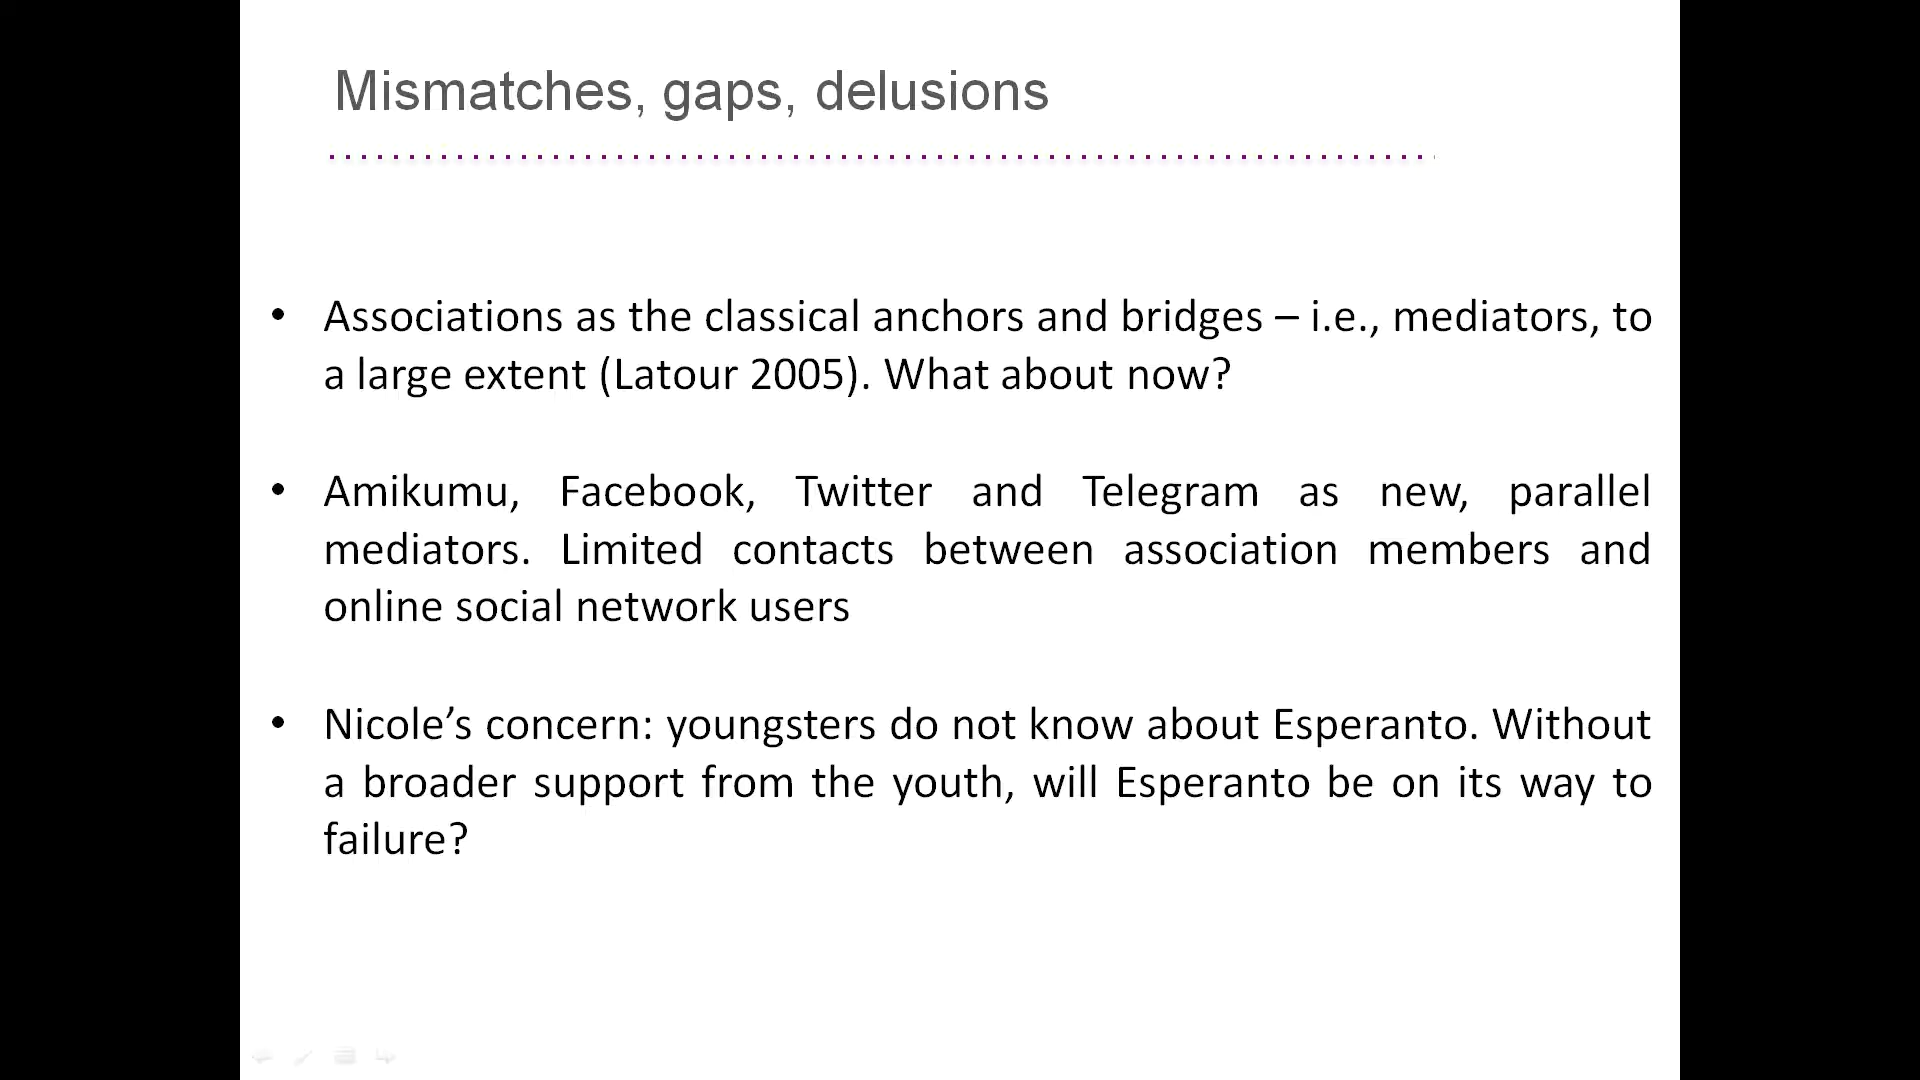 Mismatches, gaps, delusions
• Associations as the classical anchors and bridges – i.e., mediators, to
a large extent (Latour 2005). What about now?
• Amikumu, Facebook, Twitter and Telegram as new, parallel
mediators. Limited contacts between association members and
online social network users
• Nicole’s concern: youngsters do not know about Esperanto. Without
a broader support from the youth, will Esperanto be on its way to
failure?